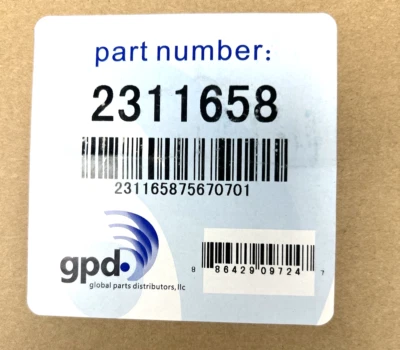 part number:
2311658
231165875670701
gpd
global parts distributors, llc
8 86429 09724 7